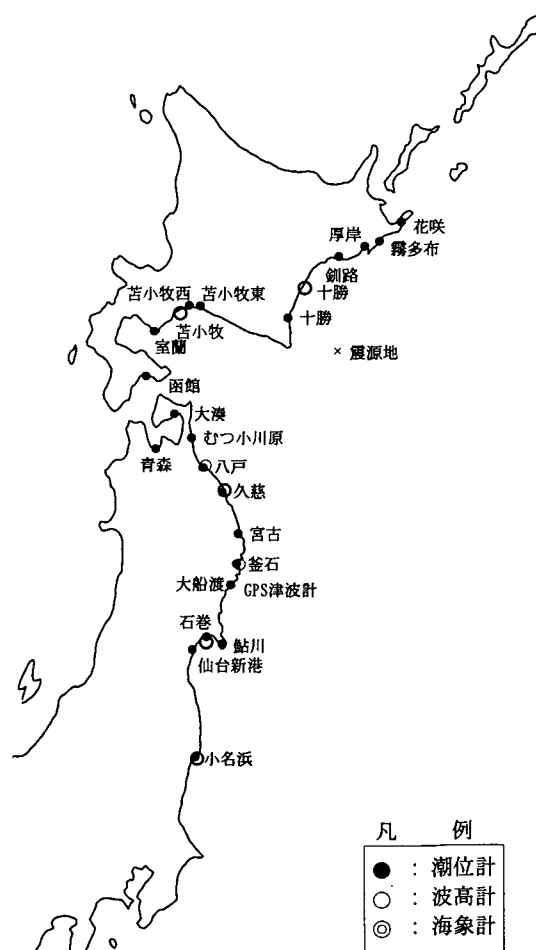 花咲
厚岸
霧多布
釧路
十勝
苫小牧西
苫小牧東
苫小牧
十勝
室蘭
× 震源地
函館
大湊
むつ小川原
青森
八戸
久慈
宮古
釜石
大船渡
GPS津波計
石巻
鮎川
仙台新港
小名浜
凡 例
● : 潮位計
○ : 波高計
◎ : 海象計